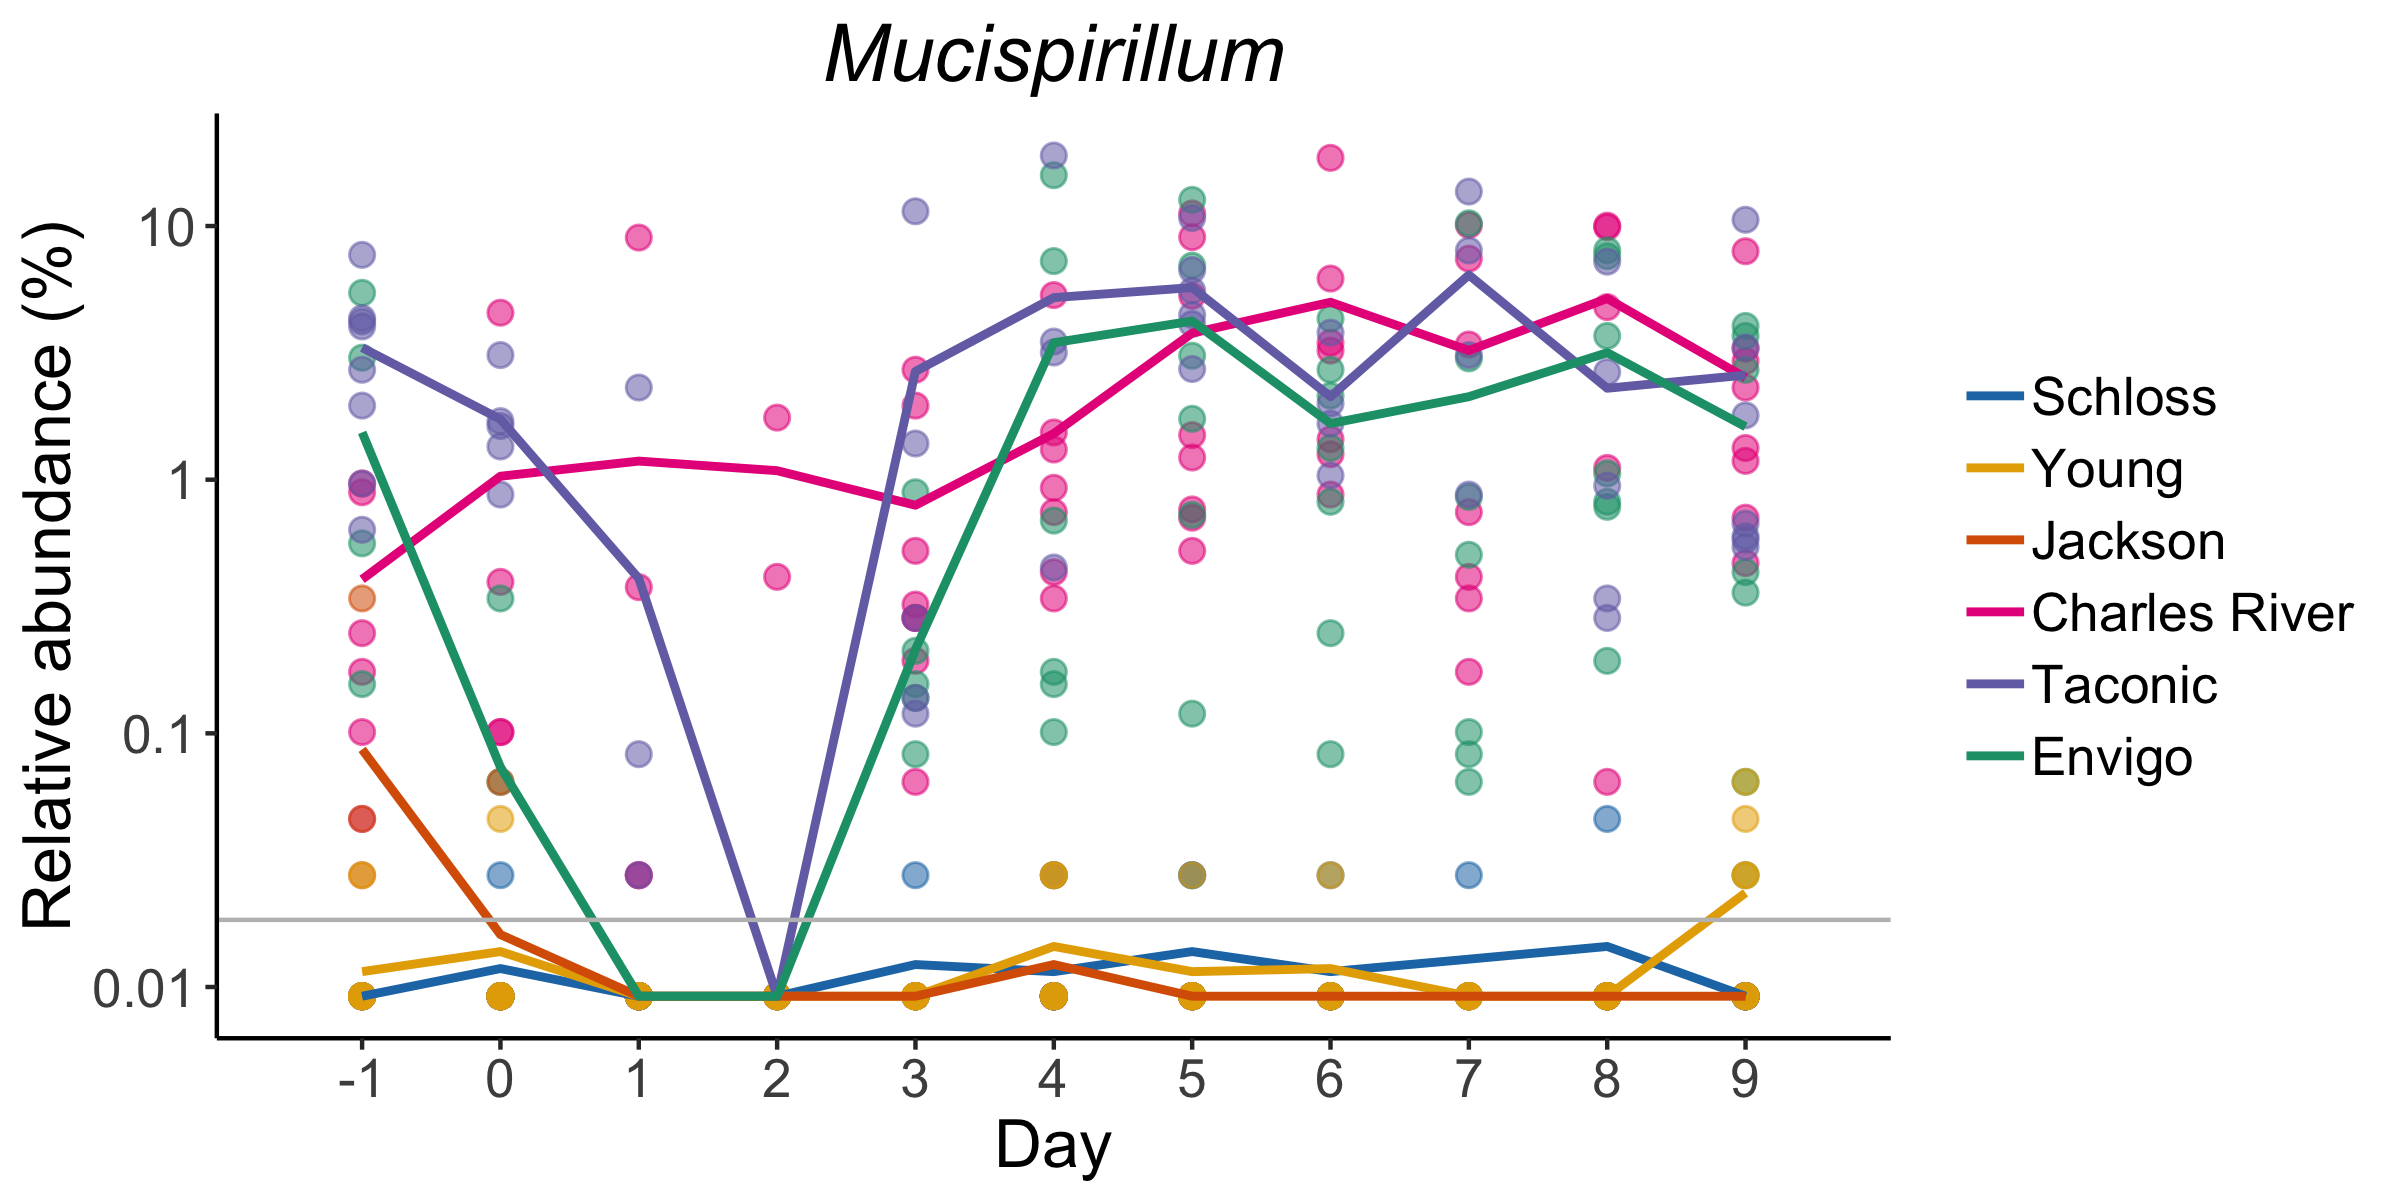 Mucispirillum
Relative abundance (%)
10
1
0.1
0.01
-1 0 1 2 3 4 5 6 7 8 9
Day
Schloss
Young
Jackson
Charles River
Taconic
Envigo